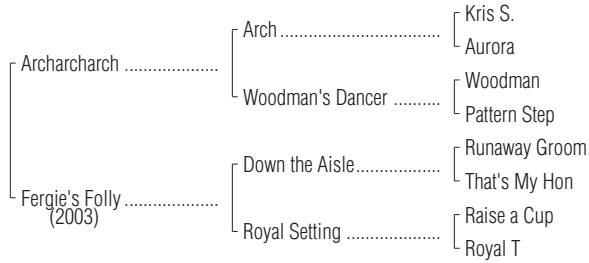 Kris S.
Arch
Aurora
Archarcharch
Woodman
Woodman's Dancer
Pattern Step
Runaway Groom
Down the Aisle
That's My Hon
Fergie's Folly
(2003)
Raise a Cup
Royal Setting
Royal T